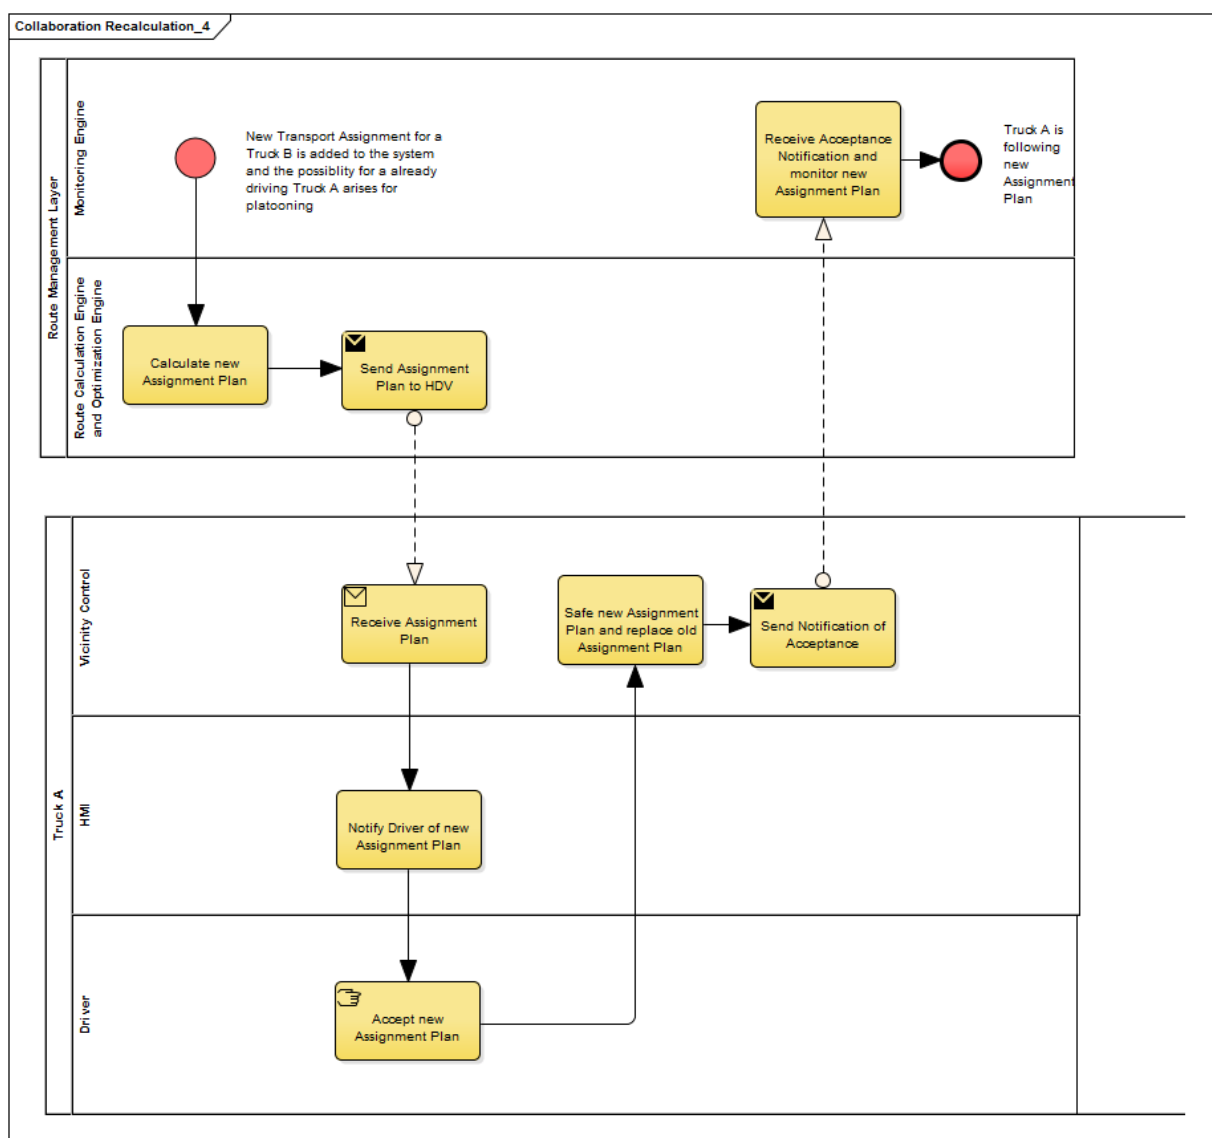 Collaboration Recalculation_4
Route Management Layer
Monitoring Engine
New Transport Assignment for a
Truck B is added to the system
and the possiblity for a already
driving Truck A arises for
platooning
Receive Acceptance
Notification and
monitor new
Assignment Plan
Truck A is
following
new
Assignment
Plan
Route Calculation Engine
and Optimization Engine
Calculate new
Assignment Plan
Send Assignment
Plan to HDV
Truck A
Vicinity Control
Receive Assignment
Plan
Safe new Assignment
Plan and replace old
Assignment Plan
Send Notification of
Acceptance
HMI
Notify Driver of new
Assignment Plan
Driver
Accept new
Assignment Plan